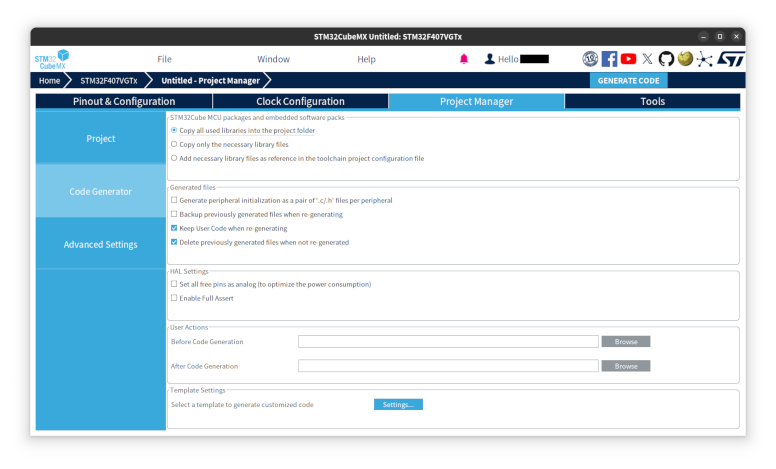 STM32CubeMX Untitled: STM32F407VGTx
STM32
CubeMX
File Window Help Hello
Home STM32F407VGTx Untitled - Project Manager GENERATE CODE
Pinout & Configuration Clock Configuration Project Manager Tools
Project
Code Generator
Advanced Settings
STM32Cube MCU packages and embedded software packs
Copy all used libraries into the project folder
Copy only the necessary library files
Add necessary library files as reference in the toolchain project configuration file
Generated files
Generate peripheral initialization as a pair of '.c/.h' files per peripheral
Backup previously generated files when re-generating
Keep User Code when re-generating
Delete previously generated files when not re-generated
HAL Settings
Set all free pins as analog (to optimize the power consumption)
Enable Full Assert
User Actions
Before Code Generation Browse
After Code Generation Browse
Template Settings
Select a template to generate customized code Settings...